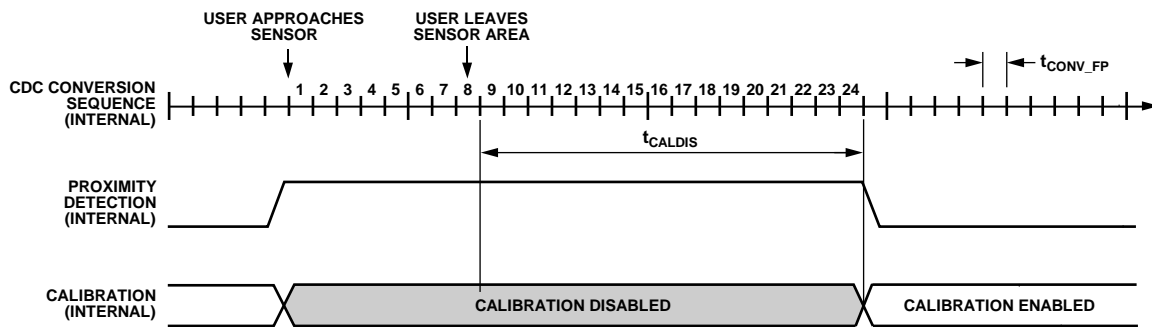 USER APPROACHES
SENSOR
USER LEAVES
SENSOR AREA
tCONV_FP
CDC CONVERSION
SEQUENCE
(INTERNAL)
1 2 3 4 5 6 7 8 9 10 11 12 13 14 15 16 17 18 19 20 21 22 23 24
tCALDIS
PROXIMITY
DETECTION
(INTERNAL)
CALIBRATION
(INTERNAL)
CALIBRATION DISABLED
CALIBRATION ENABLED